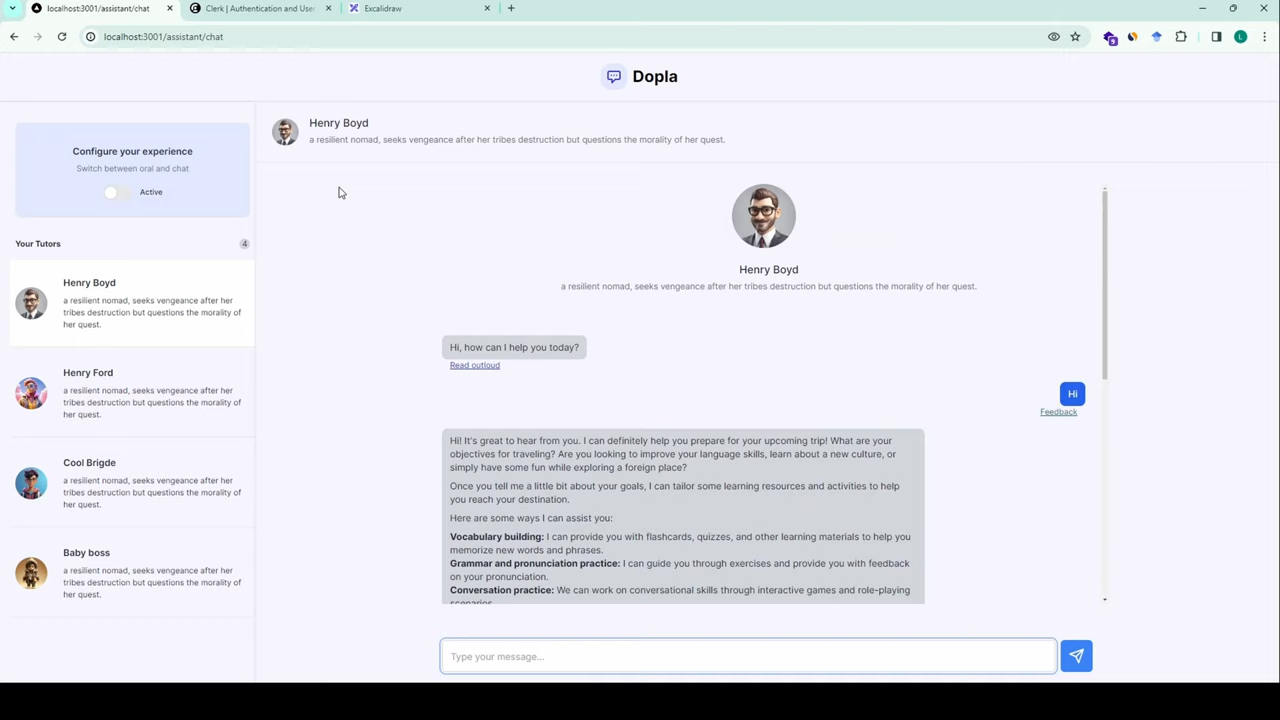 localhost:3001/assistant/chat
Clerk | Authentication and Use
Excalidraw
localhost:3001/assistant/chat
L
Dopla
Configure your experience
Switch between oral and chat
Active
Your Tutors
4
Henry Boyd
a resilient nomad, seeks vengeance after her
tribes destruction but questions the morality of
her quest.
Henry Ford
a resilient nomad, seeks vengeance after her
tribes destruction but questions the morality of
her quest.
Cool Brigde
a resilient nomad, seeks vengeance after her
tribes destruction but questions the morality of
her quest.
Baby boss
a resilient nomad, seeks vengeance after her
tribes destruction but questions the morality of
her quest.
Henry Boyd
a resilient nomad, seeks vengeance after her tribes destruction but questions the morality of her quest.
Henry Boyd
a resilient nomad, seeks vengeance after her tribes destruction but questions the morality of her quest.
Hi, how can I help you today?
Read outloud
Hi
Feedback
Hi! It's great to hear from you. I can definitely help you prepare for your upcoming trip! What are your
objectives for traveling? Are you looking to improve your language skills, learn about a new culture, or
simply have some fun while exploring a foreign place?
Once you tell me a little bit about your goals, I can tailor some learning resources and activities to help
you reach your destination.
Here are some ways I can assist you:
Vocabulary building: I can provide you with flashcards, quizzes, and other learning materials to help you
memorize new words and phrases.
Grammar and pronunciation practice: I can guide you through exercises and provide you with feedback
on your pronunciation.
Conversation practice: We can work on conversational skills through interactive games and role-playing
scenarios.
Type your message...